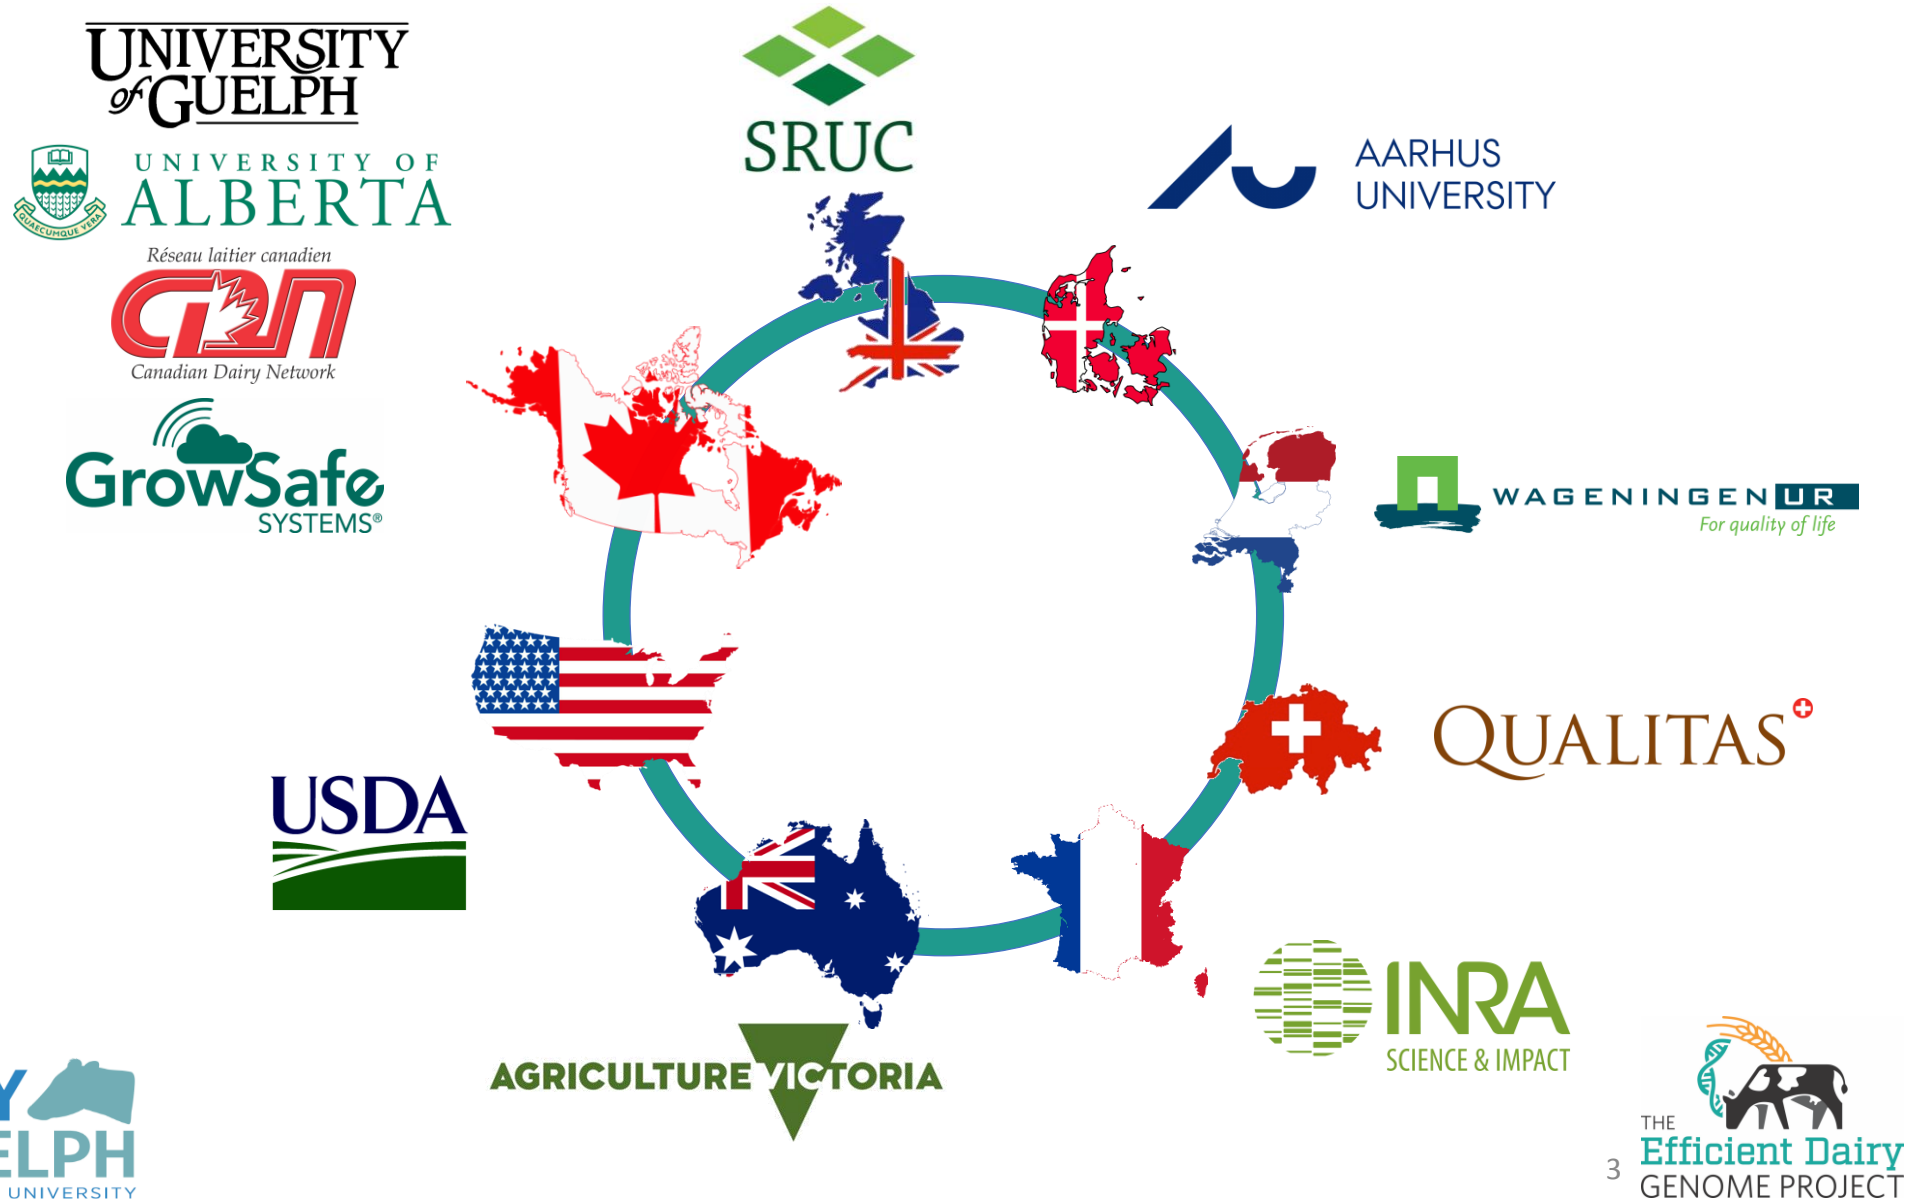 UNIVERSITY
of GUELPH
UNIVERSITY OF
ALBERTA
QUAECUMQUE VERA
Réseau laitier canadien
CDN
Canadian Dairy Network
GrowSafe
SYSTEMS®
SRUC
AARHUS
UNIVERSITY
WAGENINGEN UR
For quality of life
QUALITAS
USDA
AGRICULTURE VICTORIA
INRA
SCIENCE & IMPACT
Y
ELPH
UNIVERSITY
3
THE
Efficient Dairy
GENOME PROJECT